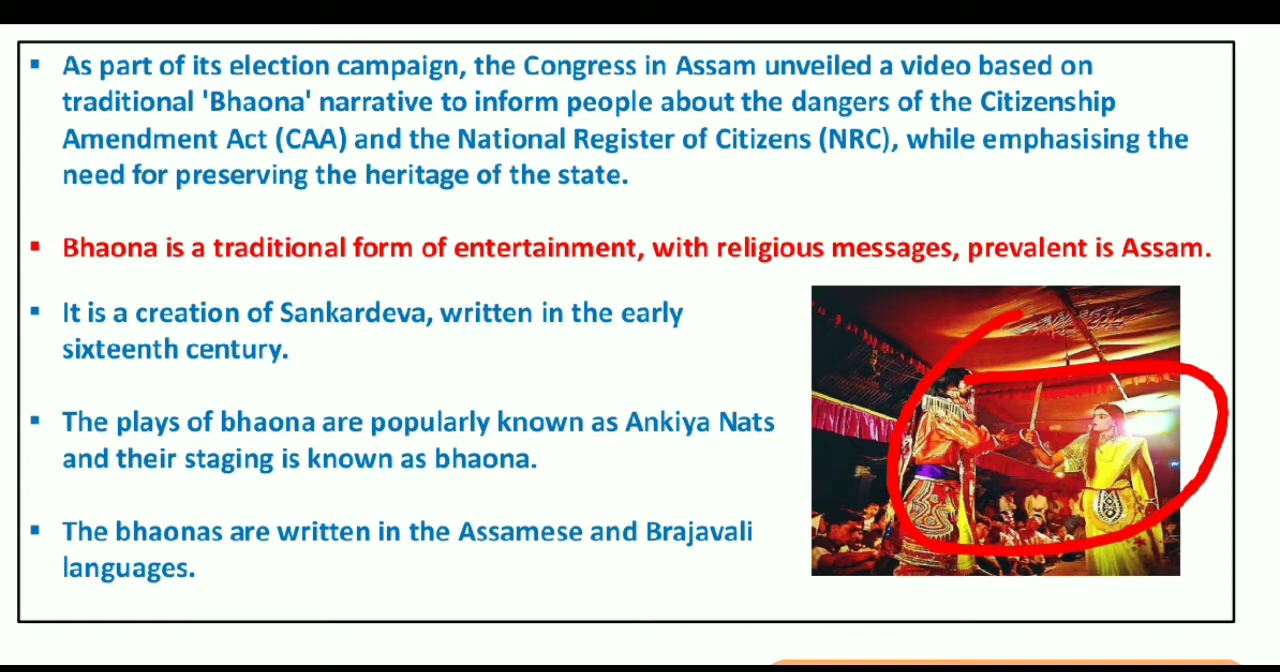 ▪ As part of its election campaign, the Congress in Assam unveiled a video based on
traditional 'Bhaona' narrative to inform people about the dangers of the Citizenship
Amendment Act (CAA) and the National Register of Citizens (NRC), while emphasising the
need for preserving the heritage of the state.
▪ Bhaona is a traditional form of entertainment, with religious messages, prevalent is Assam.
▪ It is a creation of Sankardeva, written in the early
sixteenth century.
▪ The plays of bhaona are popularly known as Ankiya Nats
and their staging is known as bhaona.
▪ The bhaonas are written in the Assamese and Brajavali
languages.